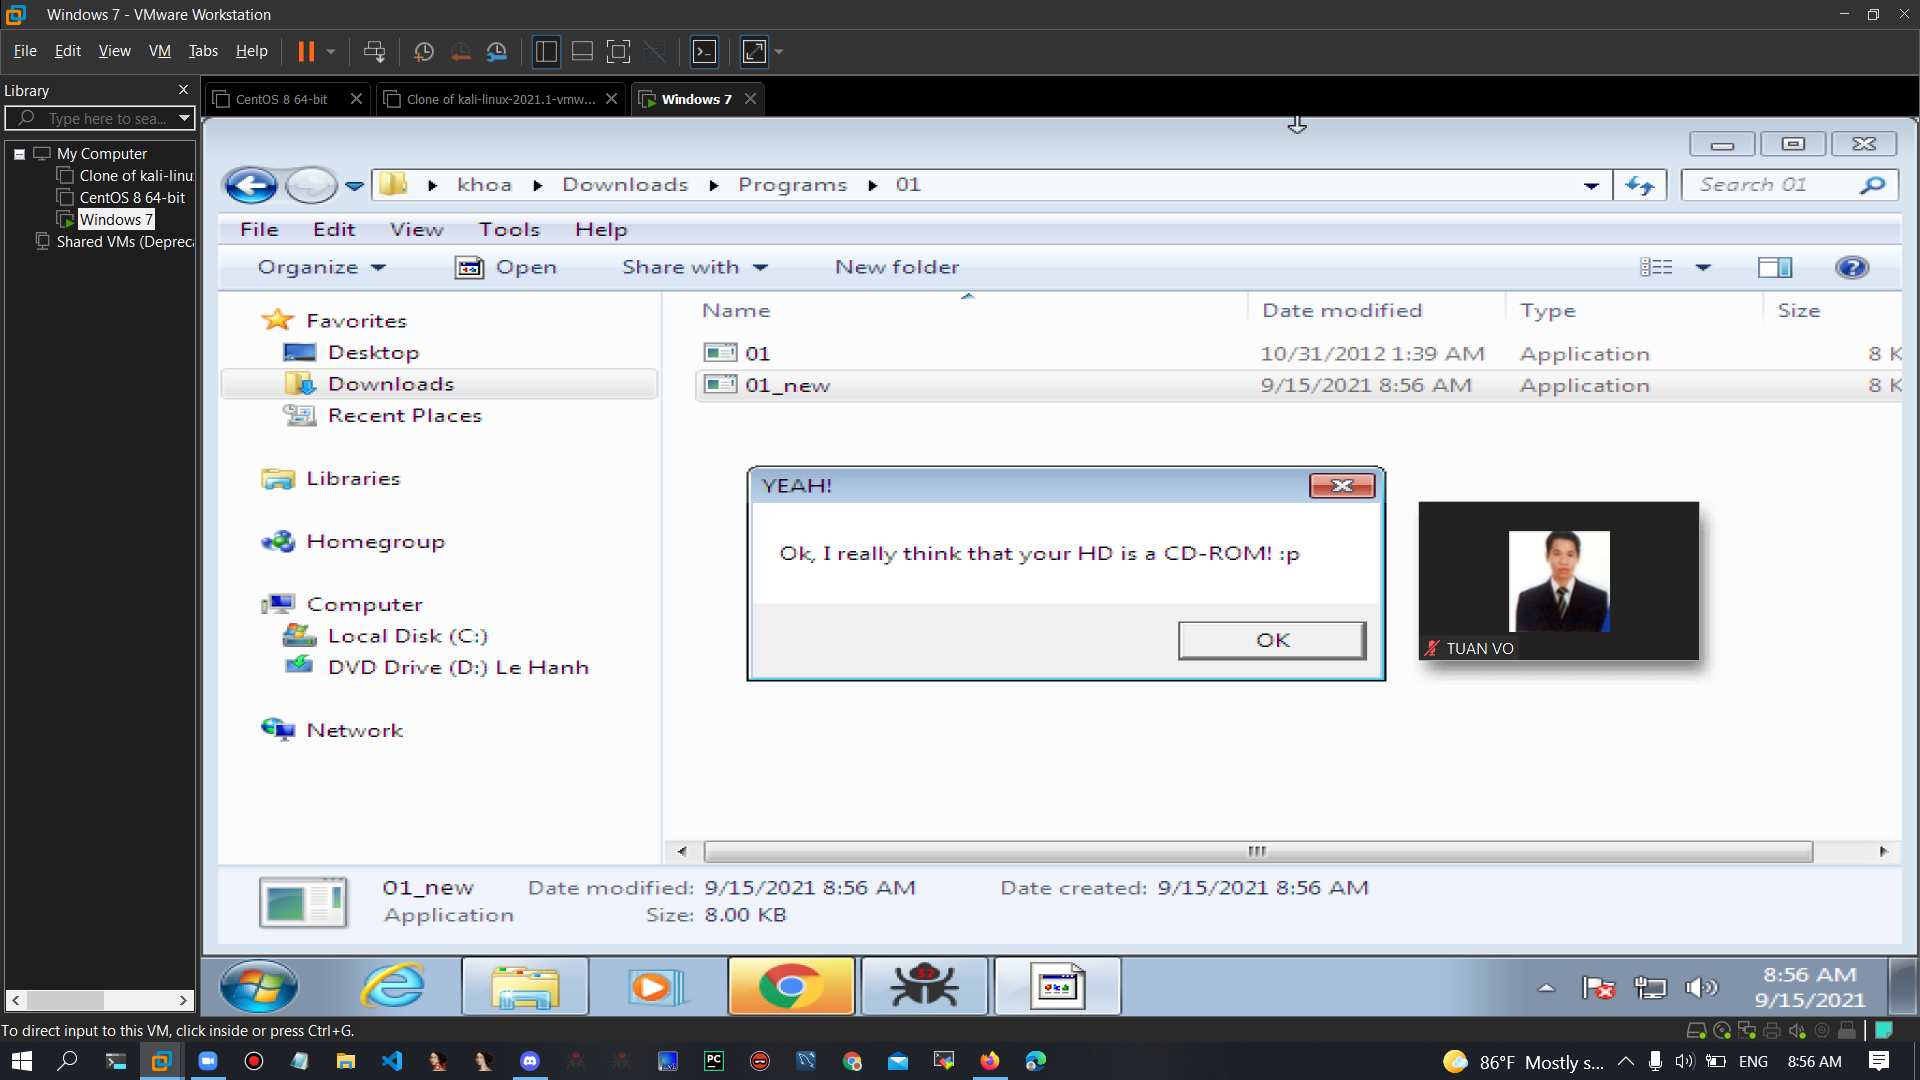 Windows 7 - VMware Workstation
File Edit View VM Tabs Help
Library
Type here to sea...
CentOS 8 64-bit
Clone of kali-linux-2021.1-vmw...
Windows 7
My Computer
Clone of kali-linu
CentOS 8 64-bit
Windows 7
Shared VMs (Depreca
khoa Downloads Programs 01
Search 01
File Edit View Tools Help
Organize Open Share with New folder
Favorites
Desktop
Downloads
Recent Places
Libraries
Homegroup
Computer
Local Disk (C:)
DVD Drive (D:) Le Hanh
Network
Name Date modified Type Size
01 10/31/2012 1:39 AM Application 8 K
01_new 9/15/2021 8:56 AM Application 8 K
YEAH!
Ok, I really think that your HD is a CD-ROM! :p
OK
TUAN VO
01_new Date modified: 9/15/2021 8:56 AM Date created: 9/15/2021 8:56 AM
Application Size: 8.00 KB
32
8:56 AM
9/15/2021
To direct input to this VM, click inside or press Ctrl+G.
PC
86°F Mostly s... ENG 8:56 AM